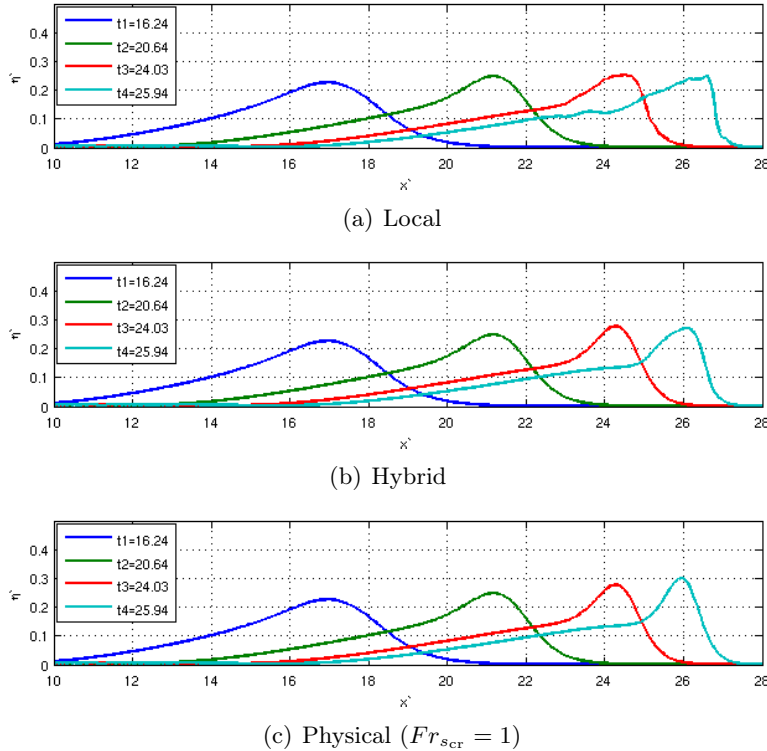 0.4
0.3
0.2
0.1
0
η`
t1=16.24
t2=20.64
t3=24.03
t4=25.94
10 12 14 16 18 20 22 24 26 28
x`
(a) Local
0.4
0.3
0.2
0.1
0
η`
t1=16.24
t2=20.64
t3=24.03
t4=25.94
10 12 14 16 18 20 22 24 26 28
x`
(b) Hybrid
0.4
0.3
0.2
0.1
0
η`
t1=16.24
t2=20.64
t3=24.03
t4=25.94
10 12 14 16 18 20 22 24 26 28
x`
(c) Physical (Fr_{s_{cr}} = 1)